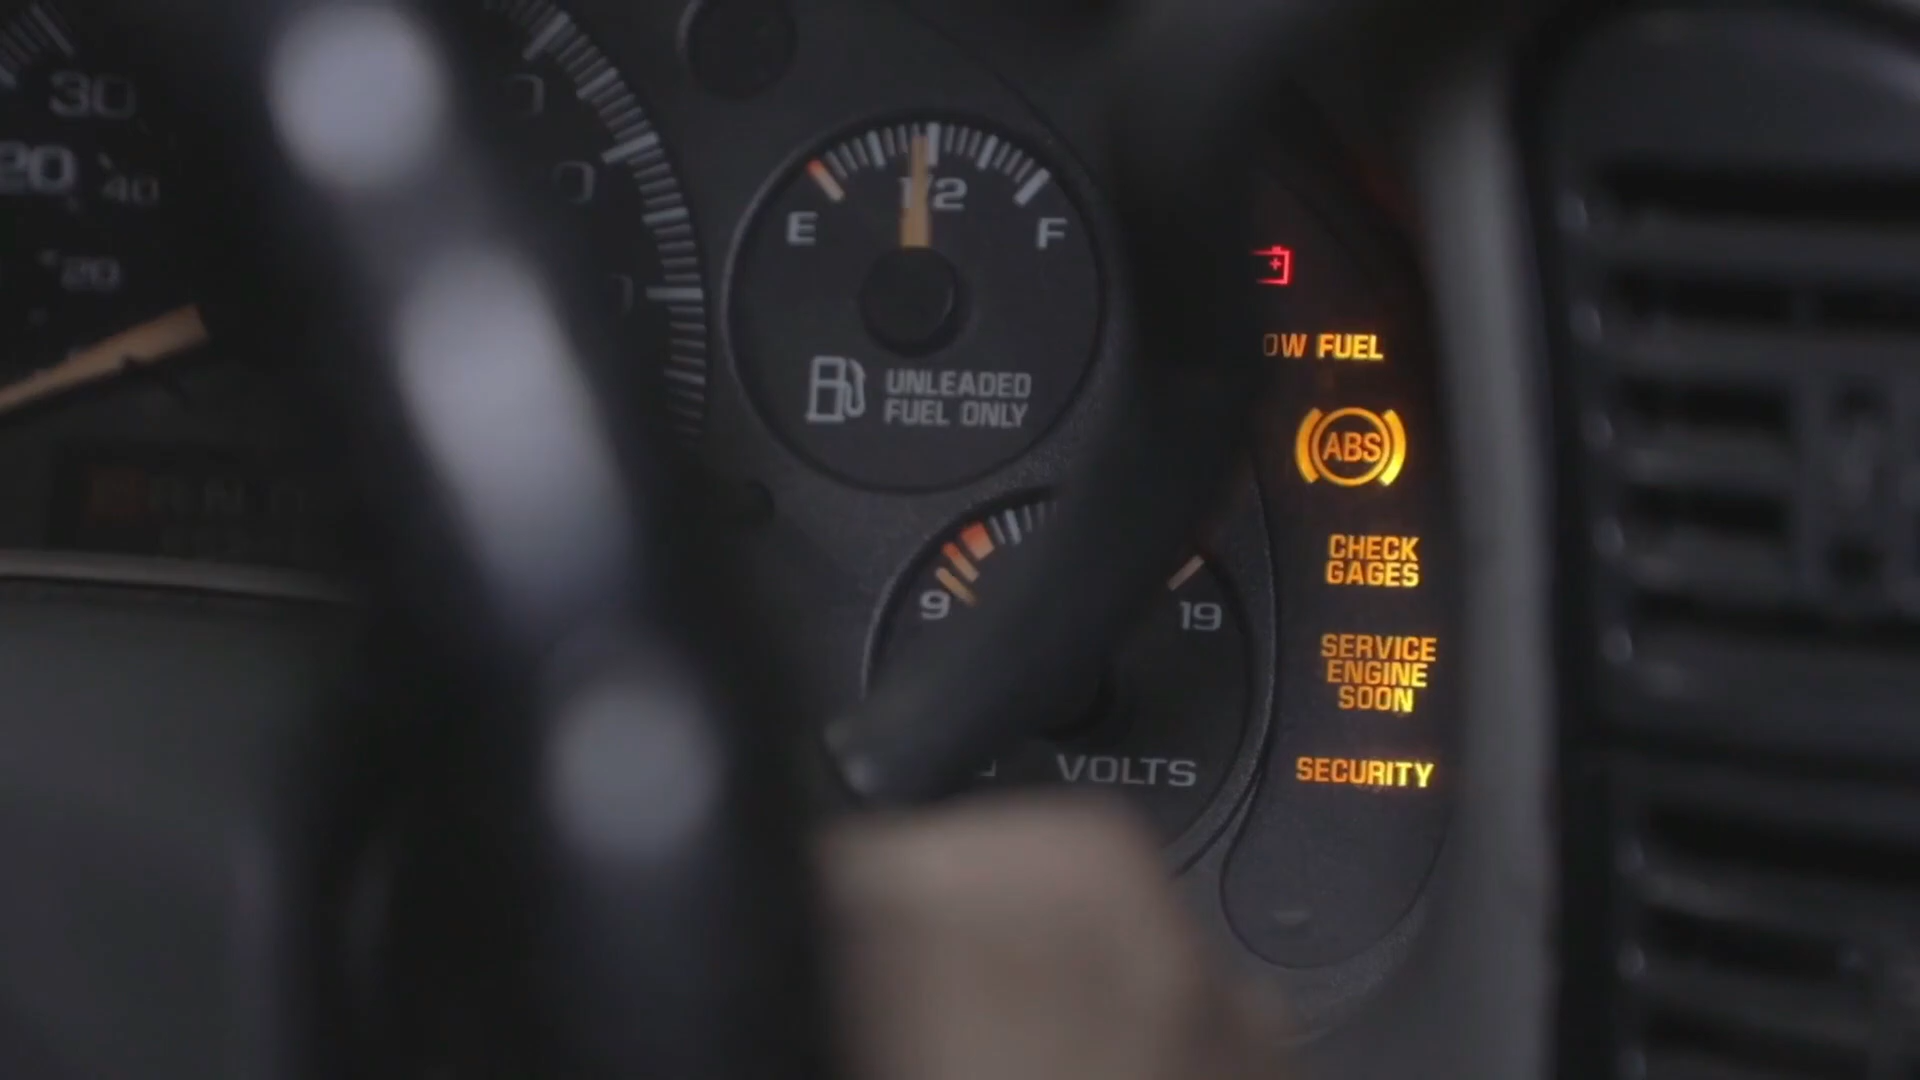 30
20
40
20
1/2
E
F
UNLEADED
FUEL ONLY
OW FUEL
ABS
CHECK
GAGES
9
19
SERVICE
ENGINE
SOON
VOLTS
SECURITY